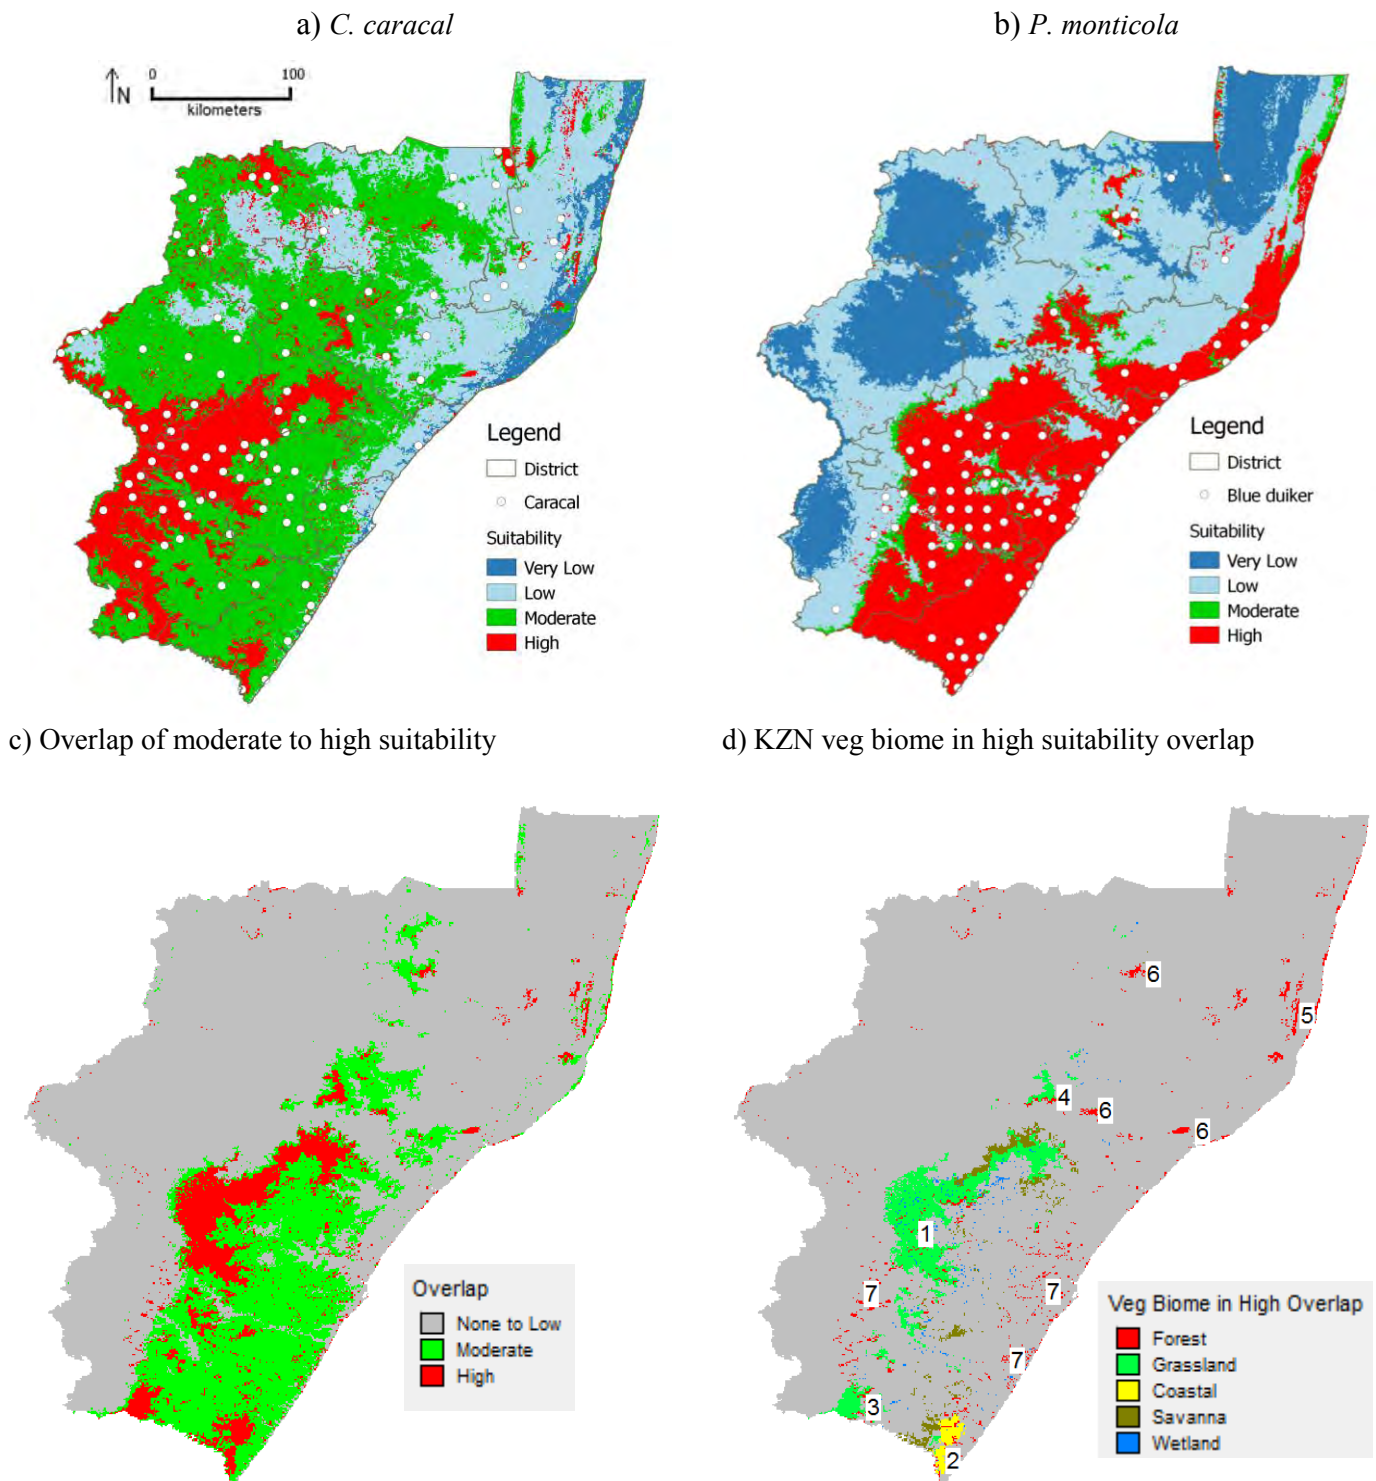 a) C. caracal
b) P. monticola
0 100
N
kilometers
Legend
District
Caracal
Suitability
Very Low
Low
Moderate
High
Legend
District
Blue duiker
Suitability
Very Low
Low
Moderate
High
c) Overlap of moderate to high suitability
d) KZN veg biome in high suitability overlap
Overlap
None to Low
Moderate
High
6
5
4
6
6
1
7
7
7
3
2
Veg Biome in High Overlap
Forest
Grassland
Coastal
Savanna
Wetland